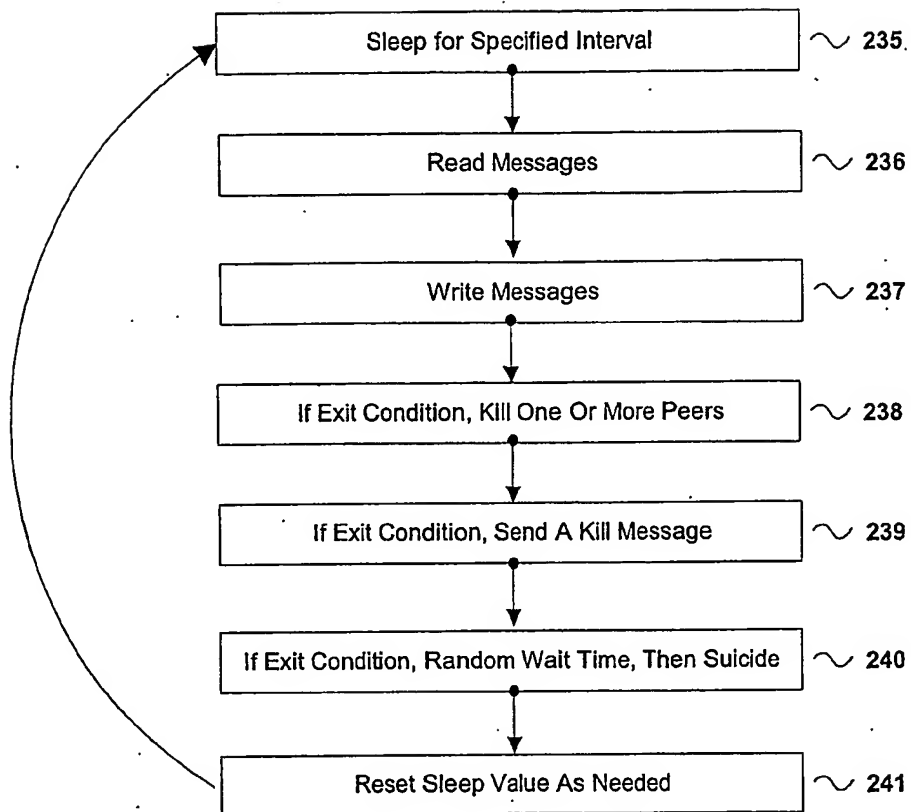 Sleep for Specified Interval 235
Read Messages 236
Write Messages 237
If Exit Condition, Kill One Or More Peers 238
If Exit Condition, Send A Kill Message 239
If Exit Condition, Random Wait Time, Then Suicide 240
Reset Sleep Value As Needed 241